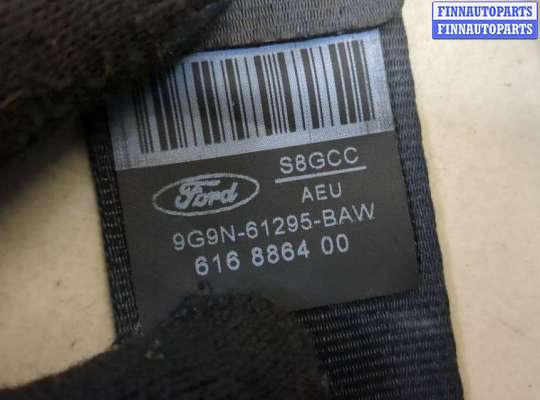 FINNAUTOPARTS
FINNAUTOPARTS
S8GCC
Ford
AEU
9G9N-61295-BAW
616 8864 00